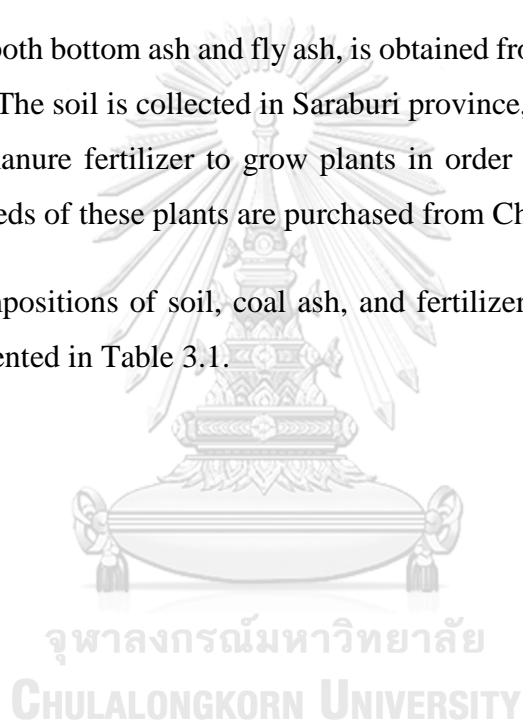 both bottom ash and fly ash, is obtained fro
The soil is collected in Saraburi province,
anure fertilizer to grow plants in order
eds of these plants are purchased from Ch
positions of soil, coal ash, and fertilizer
ented in Table 3.1.
จุฬาลงกรณ์มหาวิทยาลัย
CHULALONGKORN UNIVERSITY